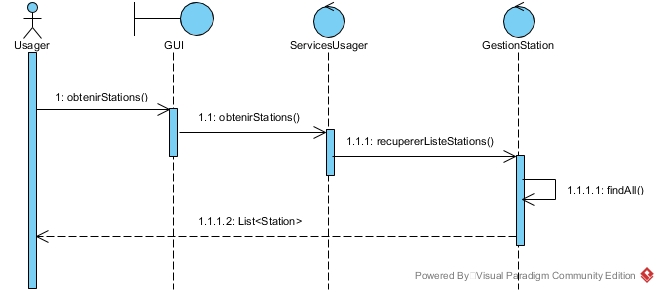 Usager
GUI
ServicesUsager
GestionStation
1: obtenirStations()
1.1: obtenirStations()
1.1.1: recupererListeStations()
1.1.1.1: findAll()
1.1.1.2: List<Station>
Powered By Visual Paradigm Community Edition